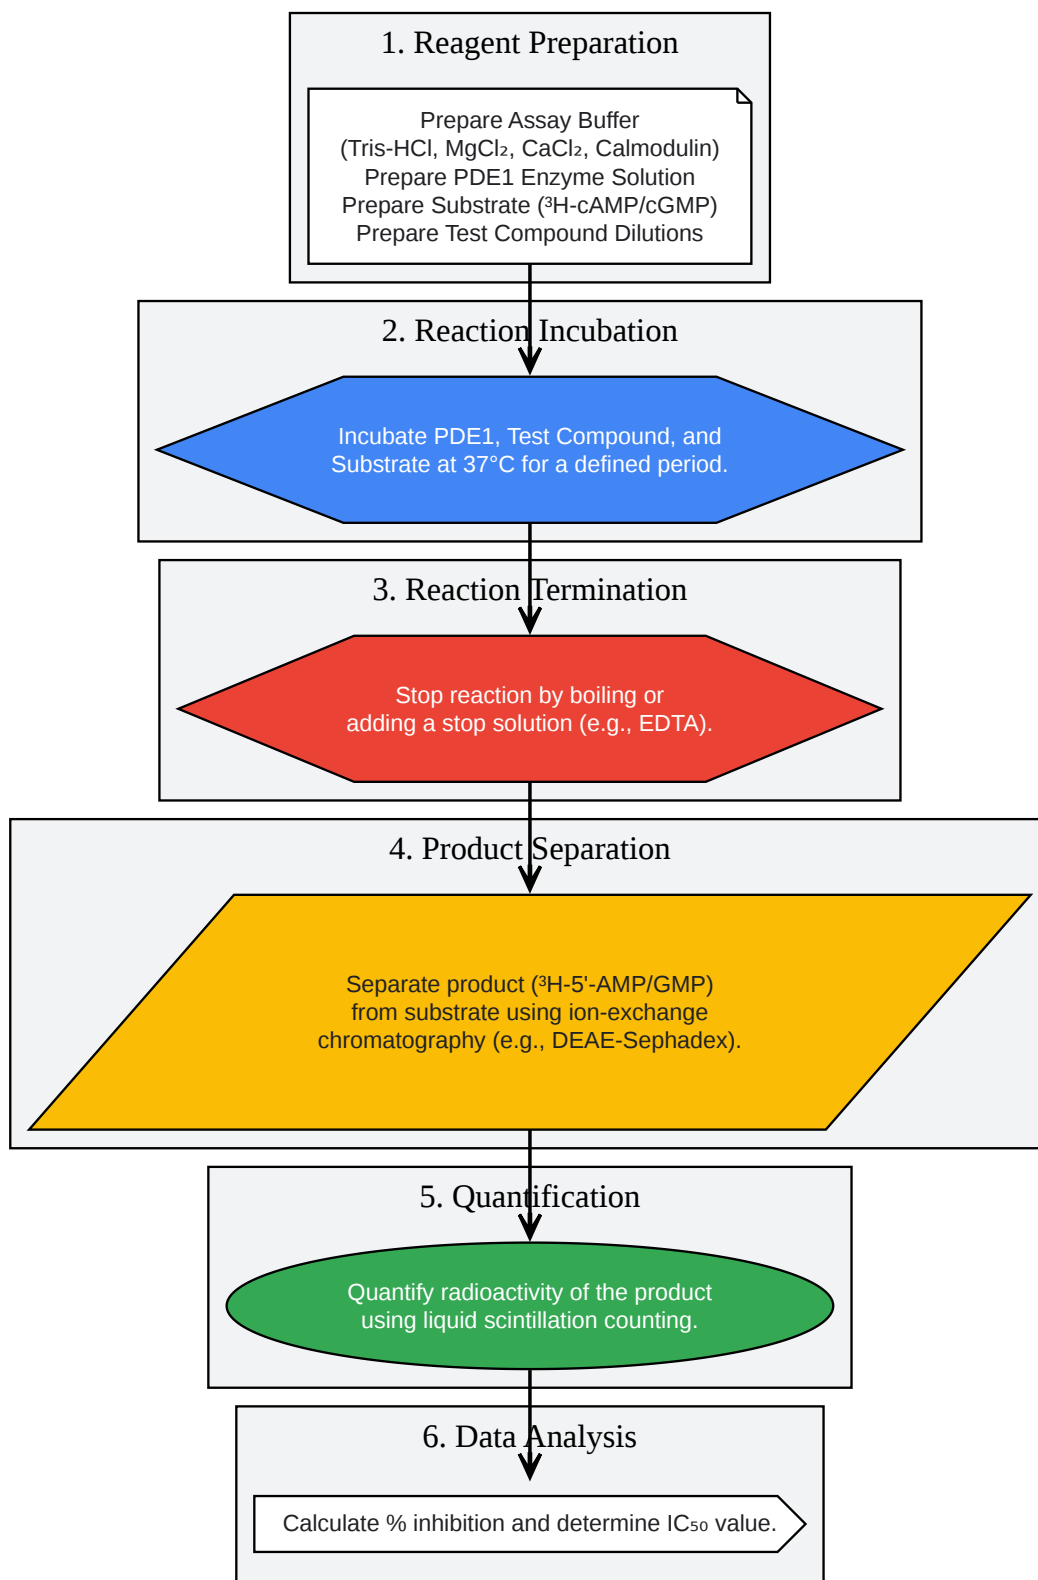 1. Reagent Preparation
Prepare Assay Buffer
(Tris-HCl, MgCl₂, CaCl₂, Calmodulin)
Prepare PDE1 Enzyme Solution
Prepare Substrate (³H-cAMP/cGMP)
Prepare Test Compound Dilutions
2. Reaction Incubation
Incubate PDE1, Test Compound, and
Substrate at 37°C for a defined period.
3. Reaction Termination
Stop reaction by boiling or
adding a stop solution (e.g., EDTA).
4. Product Separation
Separate product (³H-5'-AMP/GMP)
from substrate using ion-exchange
chromatography (e.g., DEAE-Sephadex).
5. Quantification
Quantify radioactivity of the product
using liquid scintillation counting.
6. Data Analysis
Calculate % inhibition and determine IC₅₀ value.